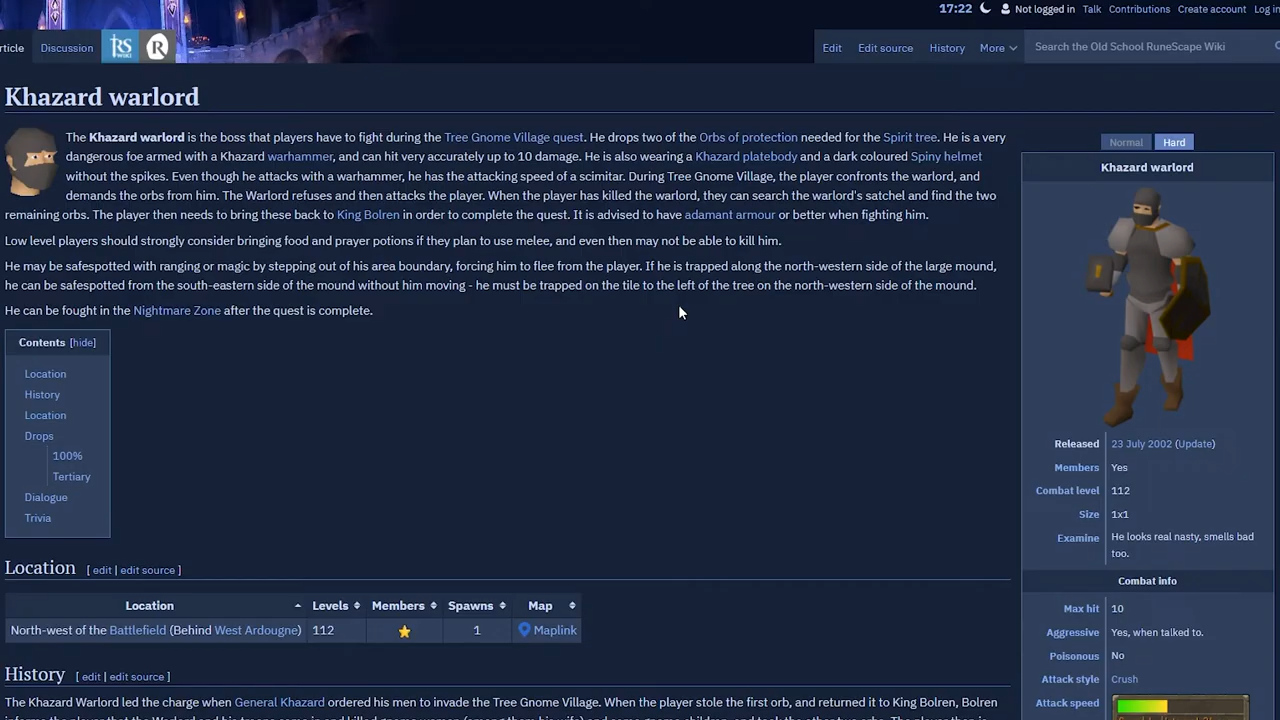 17:22 Not logged in Talk Contributions Create account Log in
Article Discussion RS WIKI R Edit Edit source History More Search the Old School RuneScape Wiki
Khazard warlord
The Khazard warlord is the boss that players have to fight during the Tree Gnome Village quest. He drops two of the Orbs of protection needed for the Spirit tree. He is a very
dangerous foe armed with a Khazard warhammer, and can hit very accurately up to 10 damage. He is also wearing a Khazard platebody and a dark coloured Spiny helmet
without the spikes. Even though he attacks with a warhammer, he has the attacking speed of a scimitar. During Tree Gnome Village, the player confronts the warlord, and
demands the orbs from him. The Warlord refuses and then attacks the player. When the player has killed the warlord, they can search the warlord's satchel and find the two
remaining orbs. The player then needs to bring these back to King Bolren in order to complete the quest. It is advised to have adamant armour or better when fighting him.
Low level players should strongly consider bringing food and prayer potions if they plan to use melee, and even then may not be able to kill him.
He may be safespotted with ranging or magic by stepping out of his area boundary, forcing him to flee from the player. If he is trapped along the north-western side of the large mound,
he can be safespotted from the south-eastern side of the mound without him moving - he must be trapped on the tile to the left of the tree on the north-western side of the mound.
He can be fought in the Nightmare Zone after the quest is complete.
Contents [hide]
Location
History
Location
Drops
100%
Tertiary
Dialogue
Trivia
Location [ edit | edit source ]
Location Levels Members Spawns Map
North-west of the Battlefield (Behind West Ardougne) 112 1 Maplink
History [ edit | edit source ]
The Khazard Warlord led the charge when General Khazard ordered his men to invade the Tree Gnome Village. When the player stole the first orb, and returned it to King Bolren, Bolren
Normal Hard
Khazard warlord
Released 23 July 2002 (Update)
Members Yes
Combat level 112
Size 1x1
Examine He looks real nasty, smells bad
too.
Combat info
Max hit 10
Aggressive Yes, when talked to.
Poisonous No
Attack style Crush
Attack speed